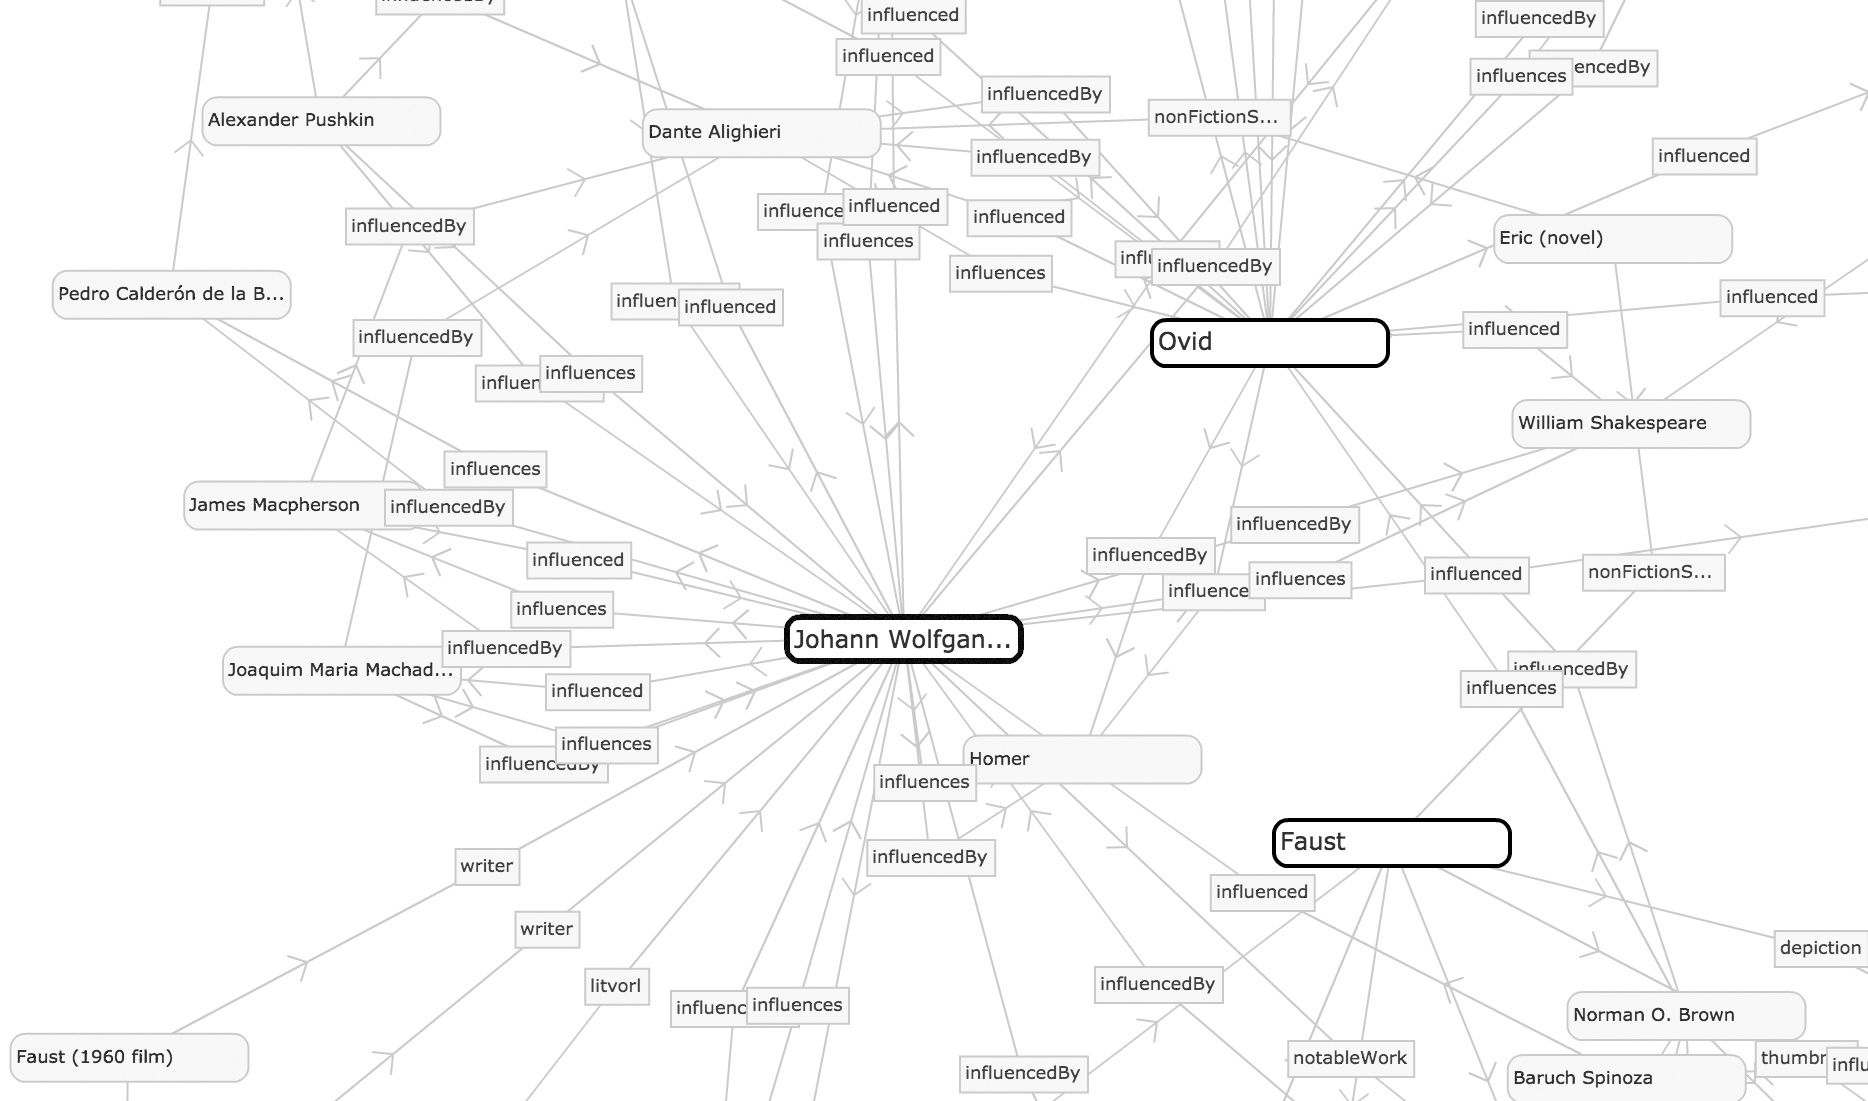 influencedBy
influenced
influencedBy
influenced
influences
encedBy
influencedBy
Alexander Pushkin
nonFictionS...
Dante Alighieri
influencedBy
influenced
influence
influenced
influenced
influencedBy
influences
Eric (novel)
influ
influencedBy
influences
Pedro Calderón de la B...
influen
influenced
influenced
influenced
influencedBy
Ovid
influen
influences
William Shakespeare
influences
James Macpherson
influencedBy
influencedBy
influenced
influencedBy
influences
influence
influenced
nonFictionS...
influences
Johann Wolfgan...
influencedBy
Joaquim Maria Machad...
influencedBy
influenced
influences
influences
influencedBy
Homer
influences
Faust
influencedBy
writer
influenced
writer
depiction
litvorl
influencedBy
influenc
influences
Norman O. Brown
Faust (1960 film)
notableWork
thumbr
influ
influencedBy
Baruch Spinoza